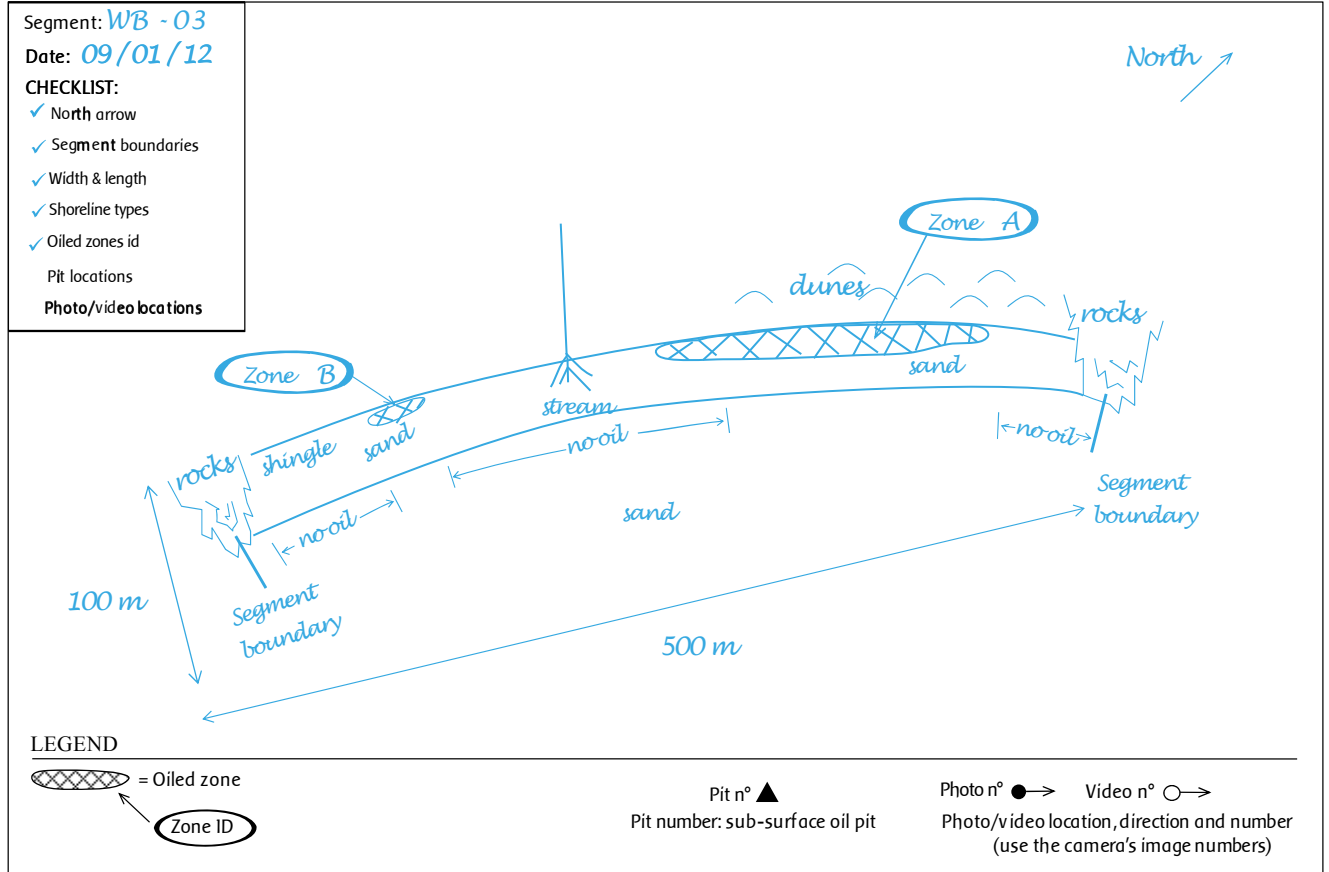 Segment: WB - 03
Date: 09/01/12
CHECKLIST:
✓ North arrow
✓ Segment boundaries
✓ Width & length
✓ Shoreline types
✓ Oiled zones id
Pit locations
Photo/video locations
North
Zone A
dunes
rocks
sand
Zone B
stream
no oil
no oil
rocks
shingle
sand
no oil
Segment
boundary
sand
Segment
boundary
100 m
500 m
LEGEND
= Oiled zone
Zone ID
Pit n°
Pit number: sub-surface oil pit
Photo n°
Video n°
Photo/video location, direction and number
(use the camera's image numbers)